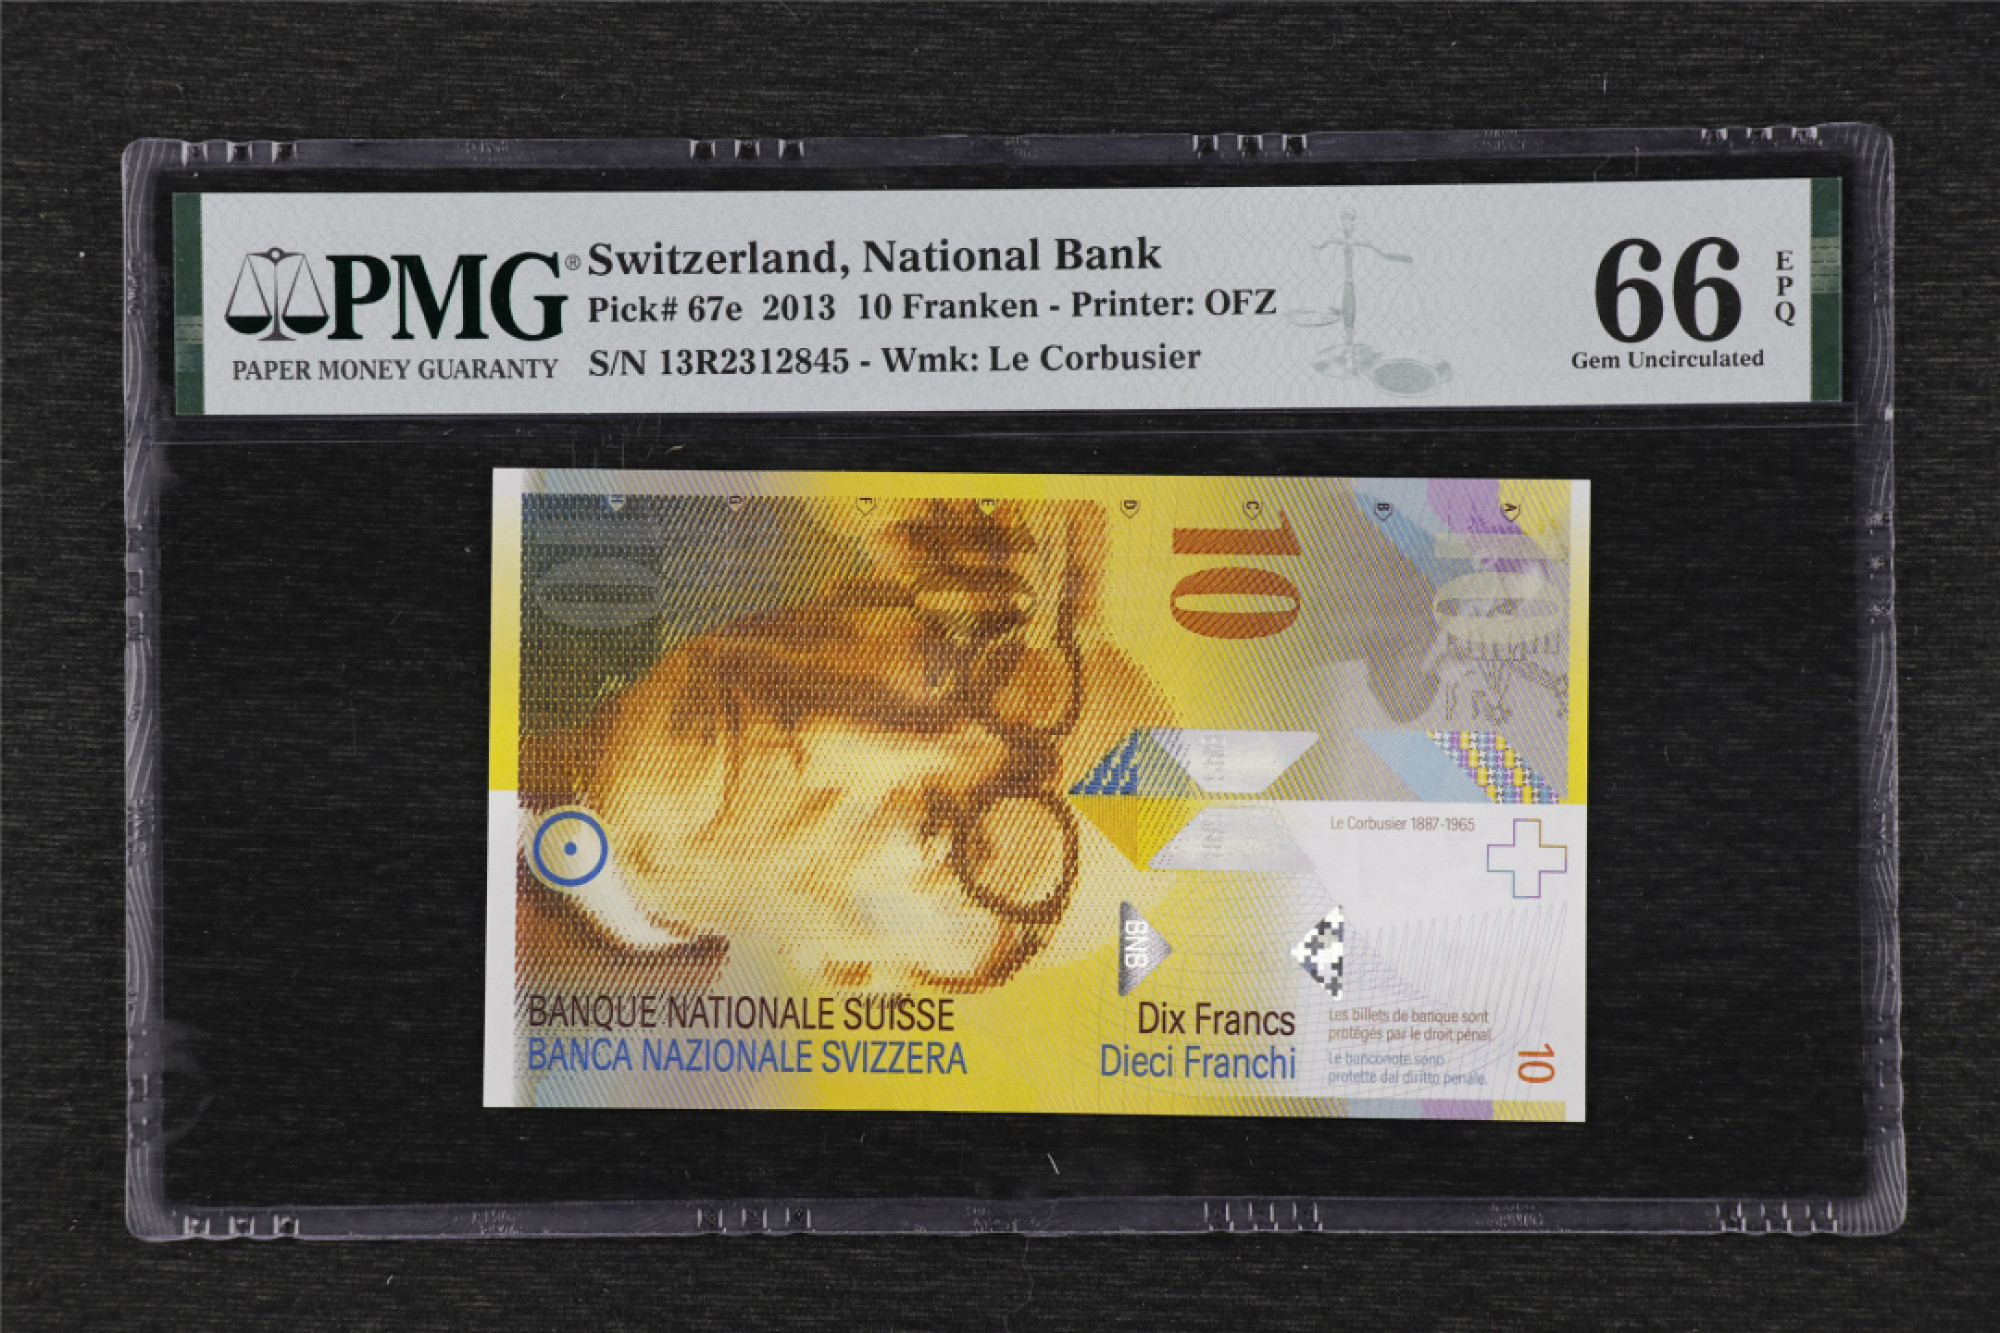 PMG®
PAPER MONEY GUARANTY
Switzerland, National Bank
Pick# 67e 2013 10 Franken - Printer: OFZ
S/N 13R2312845 - Wmk: Le Corbusier
66
EPQ
Gem Uncirculated
H G F E D C B A
10
10
10
Le Corbusier 1887-1965
BNB
BANQUE NATIONALE SUISSE
BANCA NAZIONALE SVIZZERA
Dix Francs
Dieci Franchi
Les billets de banque sont
protégés par le droit pénal.
Le banconote sono
protette dal diritto penale.
10